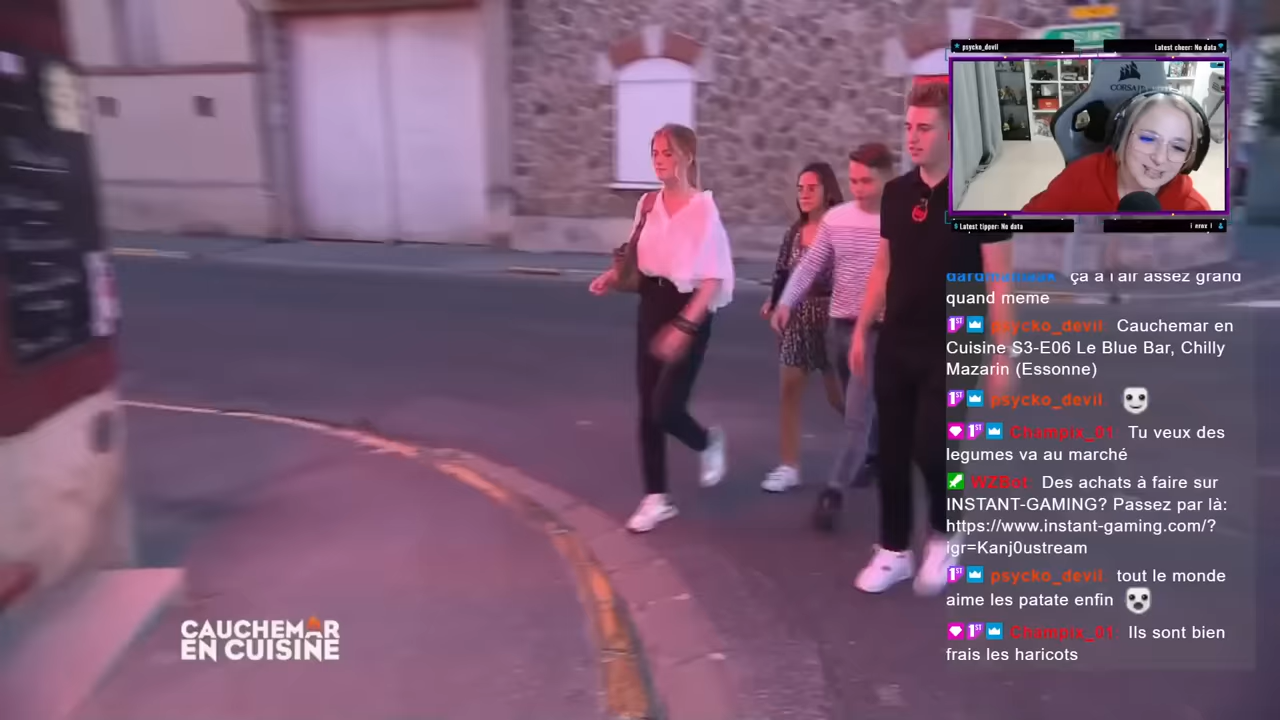 psycko_devil
Latest cheer: No data
CORSAIR
Latest tipper: No data
ça a l'air assez grand
quand meme
psycko_devil: Cauchemar en
Cuisine S3-E06 Le Blue Bar, Chilly
Mazarin (Essonne)
psycko_devil:
Champix_01: Tu veux des
legumes va au marché
WZBot: Des achats à faire sur
INSTANT-GAMING? Passez par là:
https://www.instant-gaming.com/?
igr=Kanj0ustream
psycko_devil: tout le monde
aime les patate enfin
Champix_01: Ils sont bien
frais les haricots
CAUCHEMAR
EN CUISINE